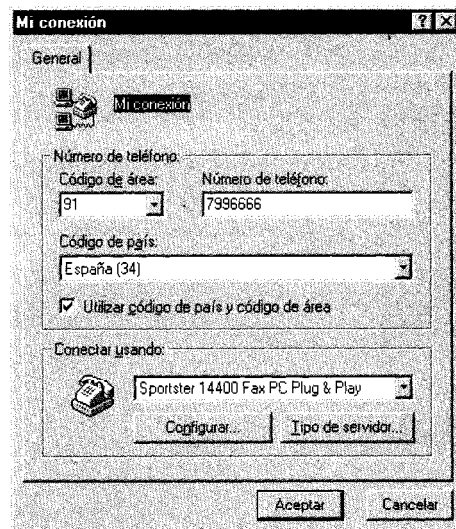 Mi conexión
General
Mi conexión
Número de teléfono:
Código de área: Número de teléfono:
91 - 7996666
Código de país:
España (34)
Utilizar código de país y código de área
Conectar usando:
Sportster 14400 Fax PC Plug & Play
Configurar... Tipo de servidor...
Aceptar Cancelar